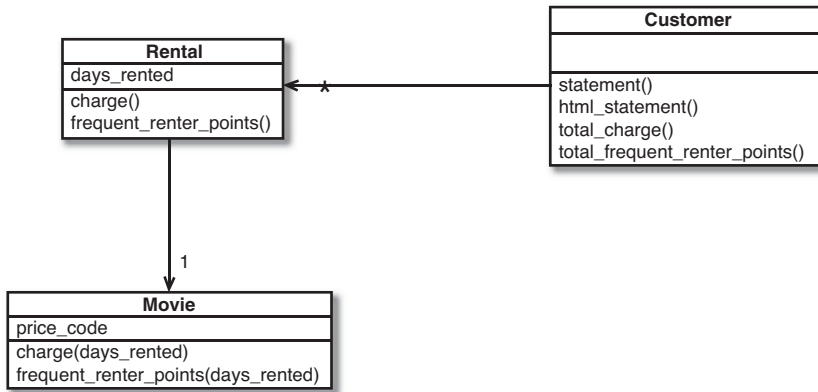 Customer
statement()
html_statement()
total_charge()
total_frequent_renter_points()
Rental
days_rented
charge()
frequent_renter_points()
*
1
Movie
price_code
charge(days_rented)
frequent_renter_points(days_rented)